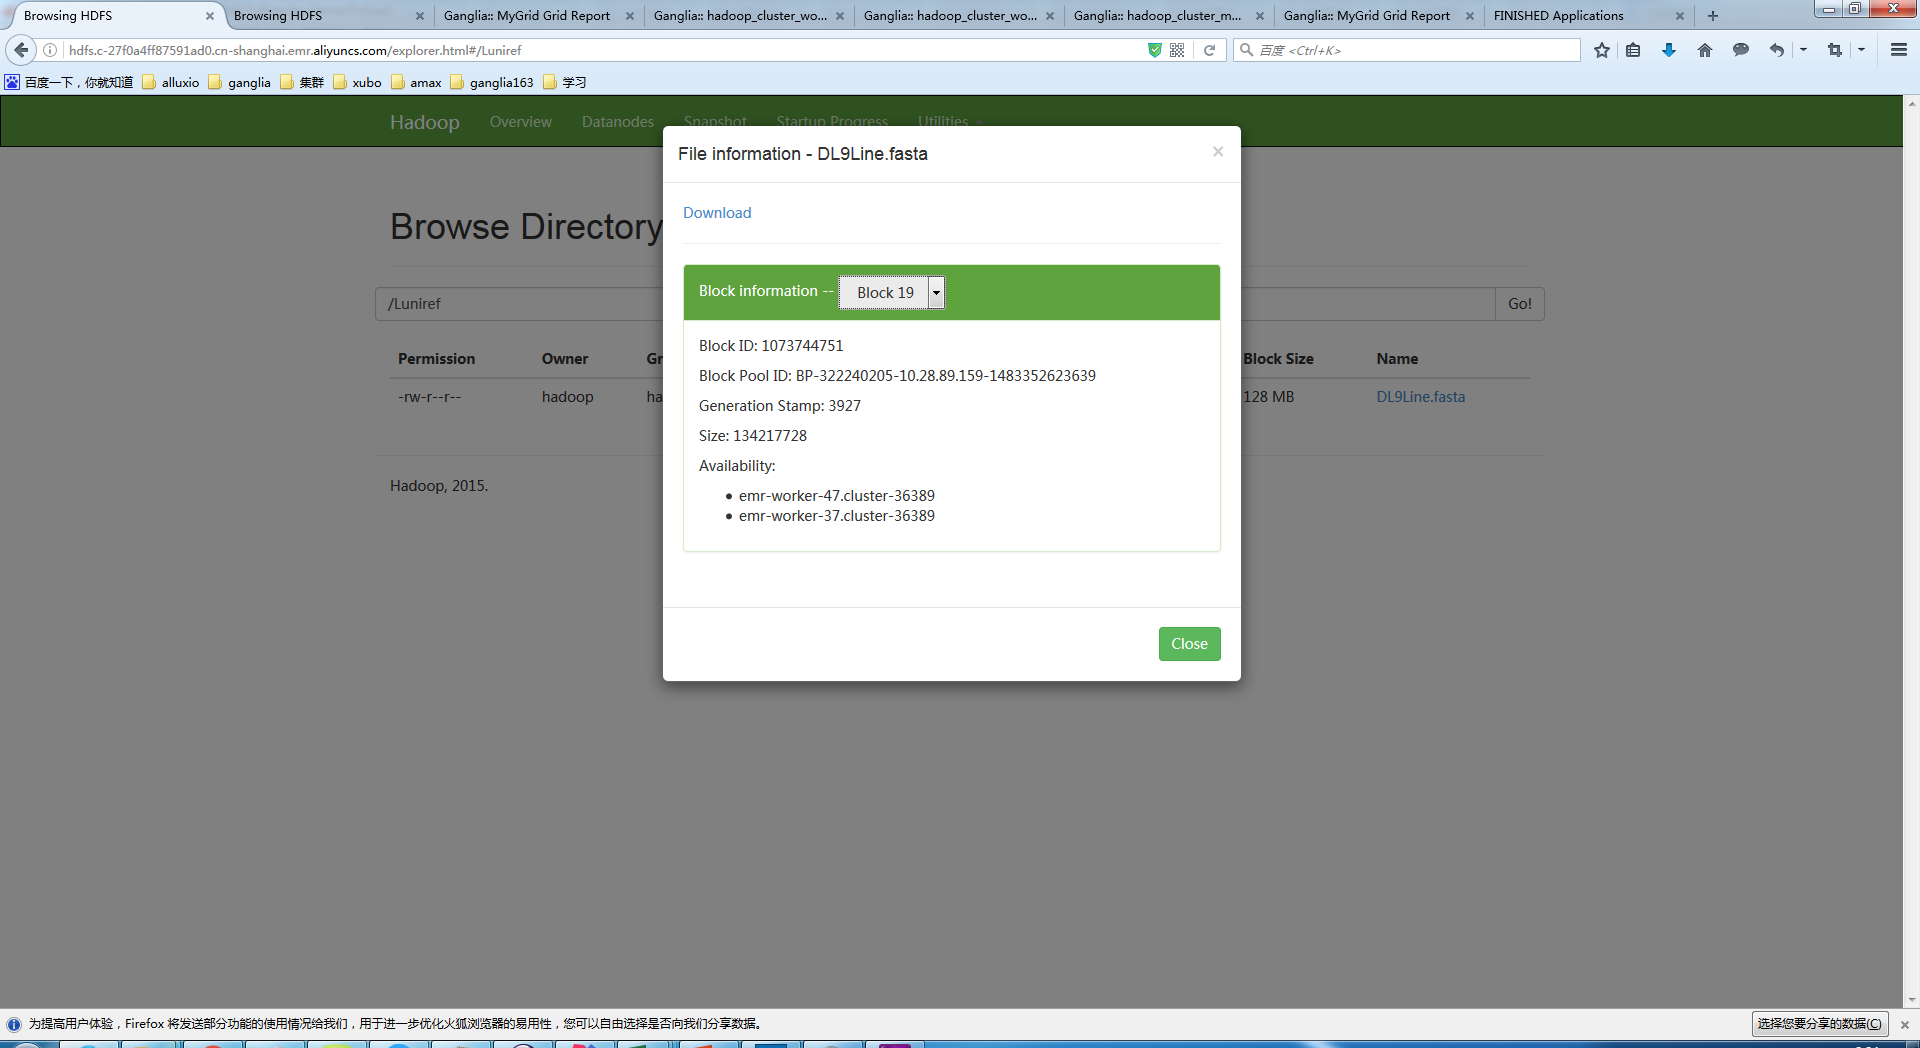 Browsing HDFS
Browsing HDFS
Ganglia:: MyGrid Grid Report
Ganglia:: hadoop_cluster_wo...
Ganglia:: hadoop_cluster_wo...
Ganglia:: hadoop_cluster_m...
Ganglia:: MyGrid Grid Report
FINISHED Applications
hdfs.c-27f0a4ff87591ad0.cn-shanghai.emr.aliyuncs.com/explorer.html#/Luniref
百度 <Ctrl+K>
百度一下,你就知道
alluxio
ganglia
集群
xubo
amax
ganglia163
学习
Hadoop
Overview
Datanodes
Snapshot
Startup Progress
Utilities
File information - DL9Line.fasta
Download
Browse Directory
Block information --
Block 19
/Luniref
Go!
Block ID: 1073744751
Permission
Owner
Gr
Block Size
Name
Block Pool ID: BP-322240205-10.28.89.159-1483352623639
-rw-r--r--
hadoop
ha
128 MB
DL9Line.fasta
Generation Stamp: 3927
Size: 134217728
Availability:
Hadoop, 2015.
emr-worker-47.cluster-36389
emr-worker-37.cluster-36389
Close
为提高用户体验,Firefox 将发送部分功能的使用情况给我们,用于进一步优化火狐浏览器的易用性,您可以自由选择是否向我们分享数据。
选择您要分享的数据(C)